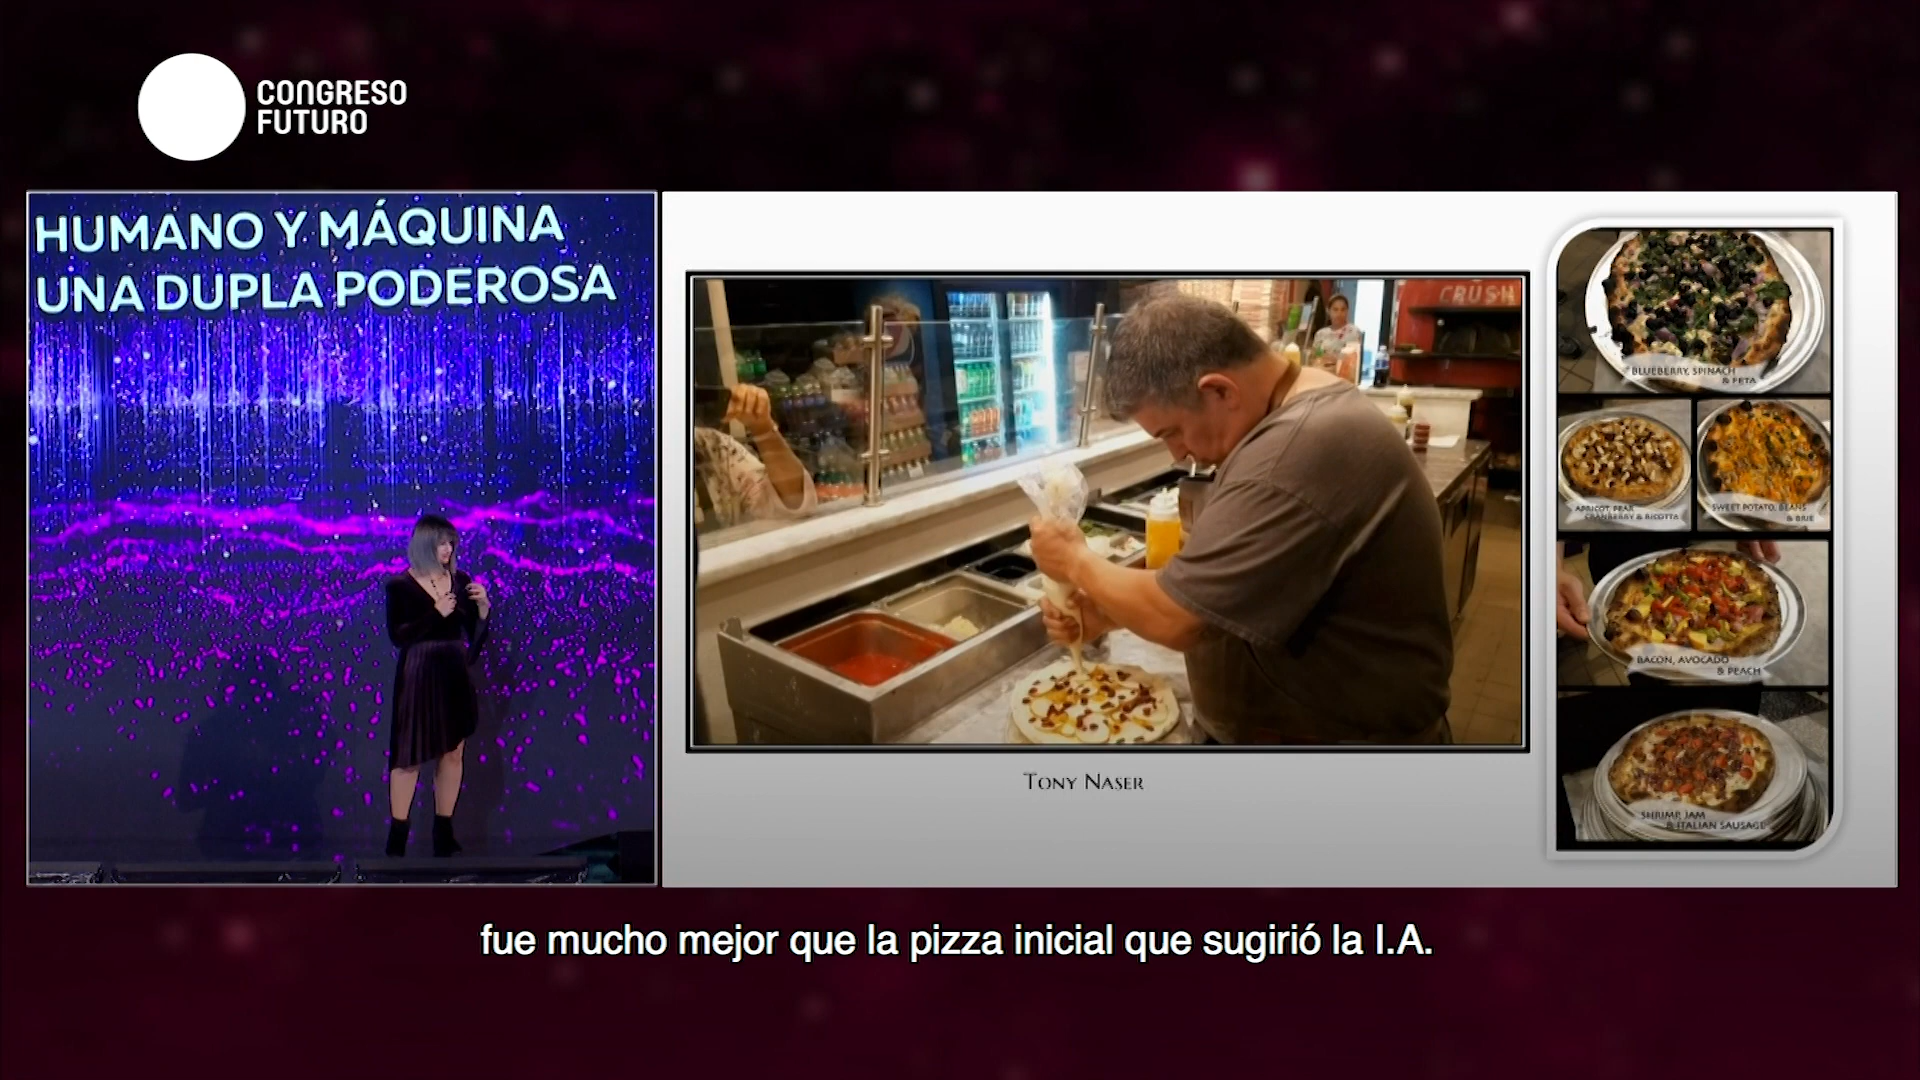 CONGRESO
FUTURO
HUMANO Y MÁQUINA
UNA DUPLA PODEROSA
CRUSH
TONY NASER
BLUEBERRY, SPINACH
& FETA
APRICOT, PEAR,
CRANBERRY & RICOTTA
SWEET POTATO, BEANS
& BRIE
BACON, AVOCADO
& PEACH
SHRIMP, JAM
& ITALIAN SAUSAGE
fue mucho mejor que la pizza inicial que sugirió la I.A.